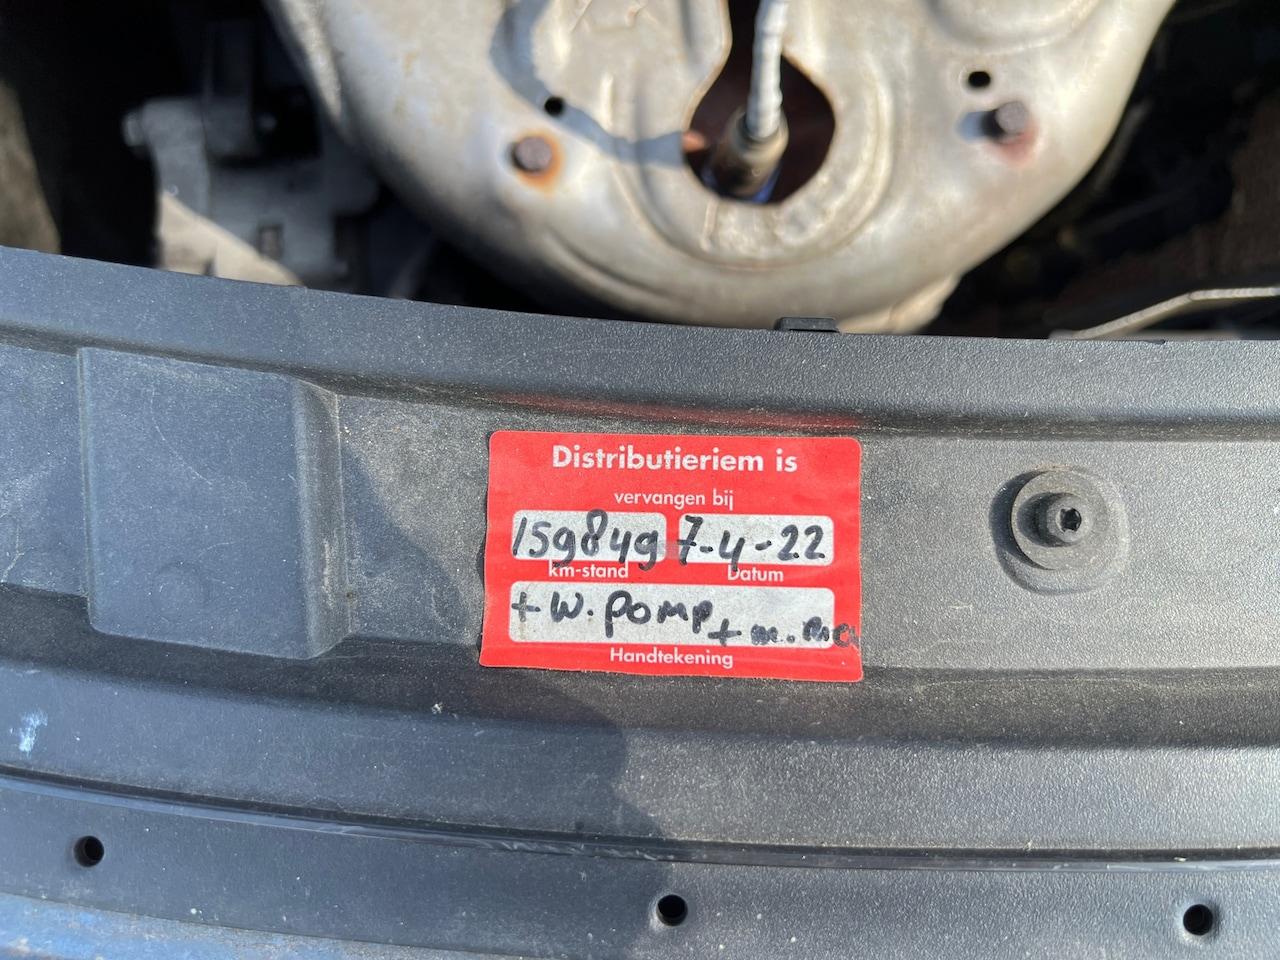 Distributieriem is
vervangen bij
159849 7-4-22
km-stand Datum
+ W. Pomp + m.
Handtekening